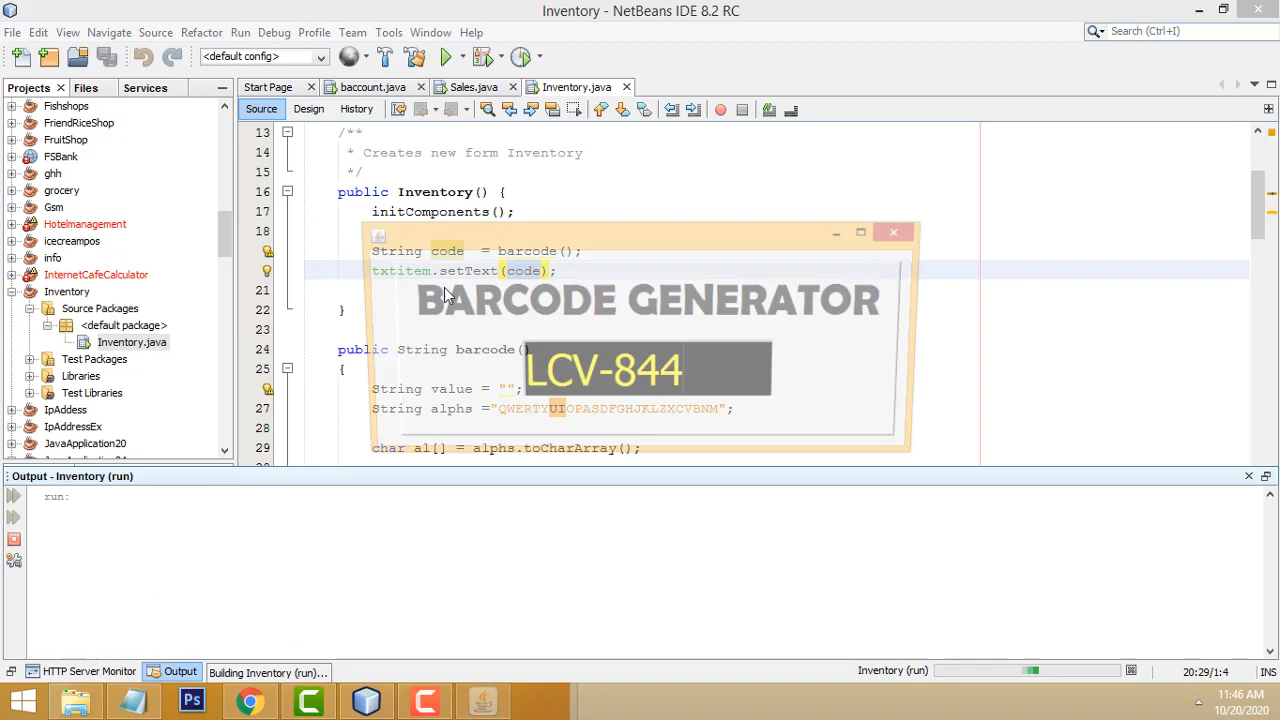 Inventory - NetBeans IDE 8.2 RC
File Edit View Navigate Source Refactor Run Debug Profile Team Tools Window Help
Search (Ctrl+I)
<default config>
Projects Files Services
Start Page baccount.java Sales.java Inventory.java
Source Design History
Fishshops
FriendRiceShop
FruitShop
FSBank
ghh
grocery
Gsm
Hotelmanagement
icecreampos
info
InternetCafeCalculator
Inventory
Source Packages
<default package>
Inventory.java
Test Packages
Libraries
Test Libraries
IpAddess
IpAddressEx
JavaApplication20
13 /**
14 * Creates new form Inventory
15 */
16 public Inventory() {
17 initComponents();
18
String code = barcode();
txtitem.setText(code);
21
22 }
23
24 public String barcode()
25 {
String value = "";
27 String alphs ="QWERTYUIOPASDFGHJKLZXCVBNM";
29 char al[] = alphs.toCharArray();
BARCODE GENERATOR
LCV-844
Output - Inventory (run)
run:
HTTP Server Monitor Output Building Inventory (run)...
Inventory (run)
20:29/1:4 INS
Ps
11:46 AM
10/20/2020